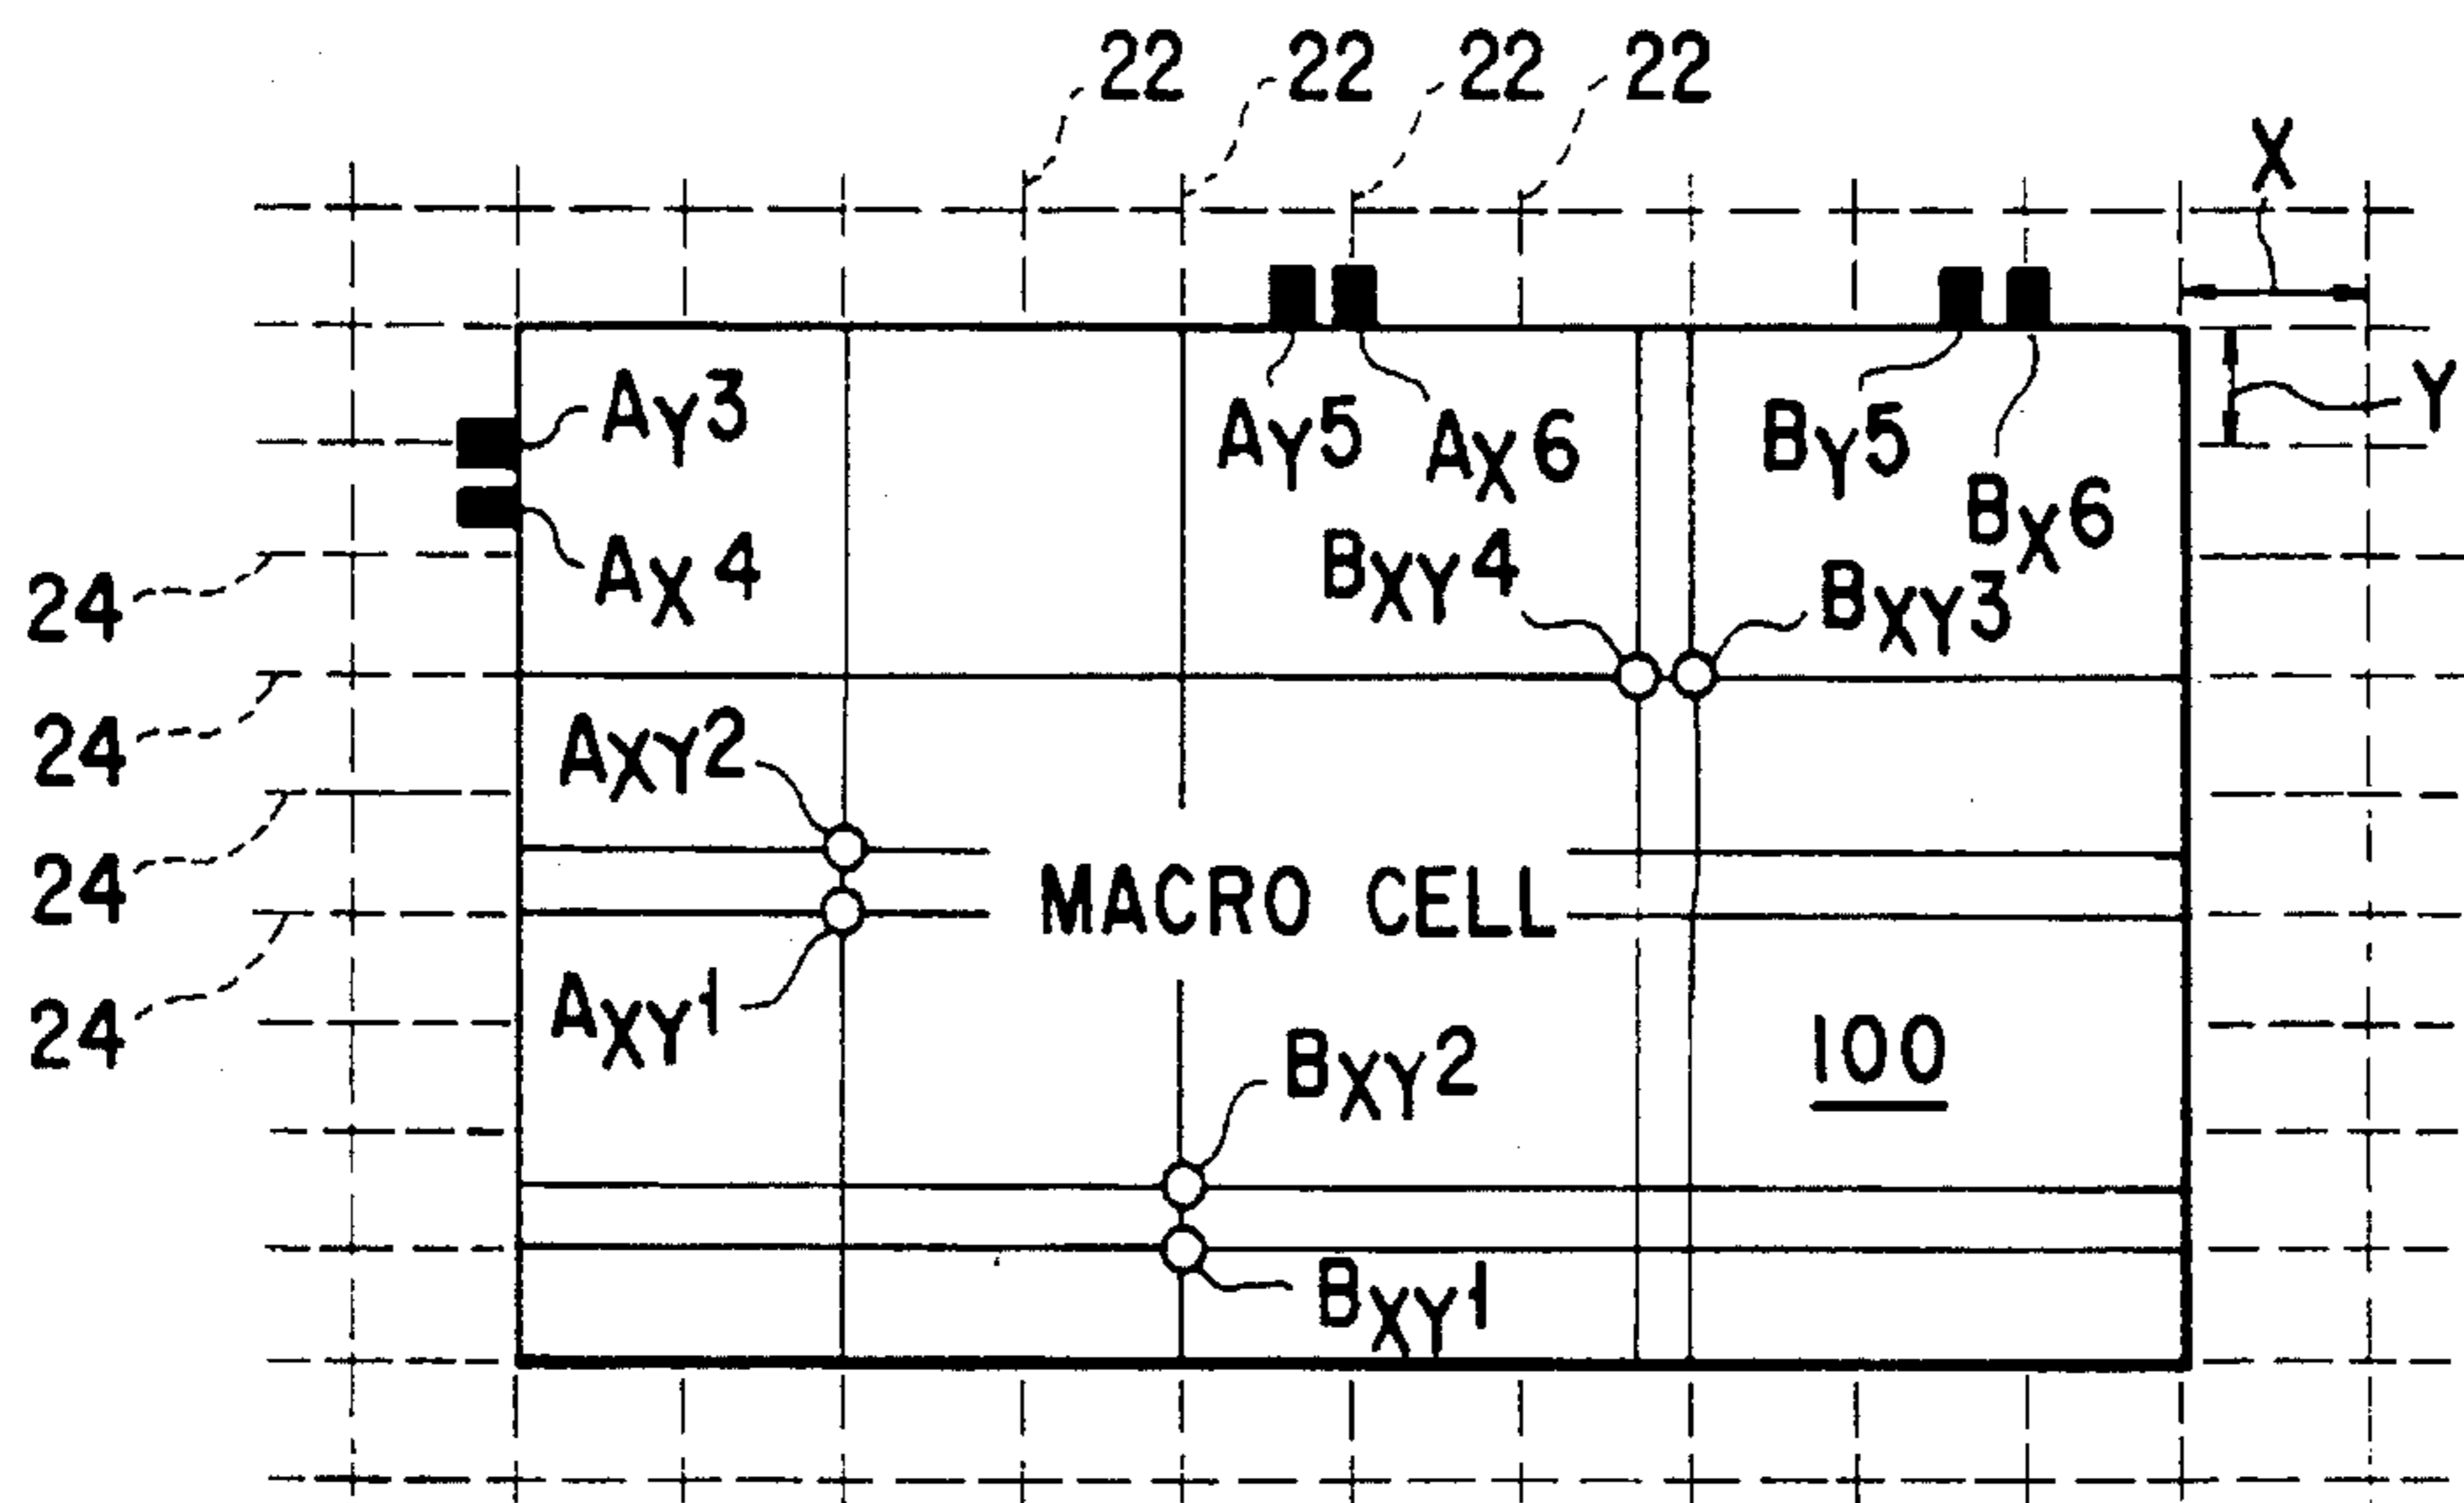 22 22 22 22
X
AY3
AY5 AX6
BY5
Y
BX6
AX4
BXY4
BXY3
24
24
AXY2
24
MACRO CELL
24
AXY1
100
BXY2
BXY1